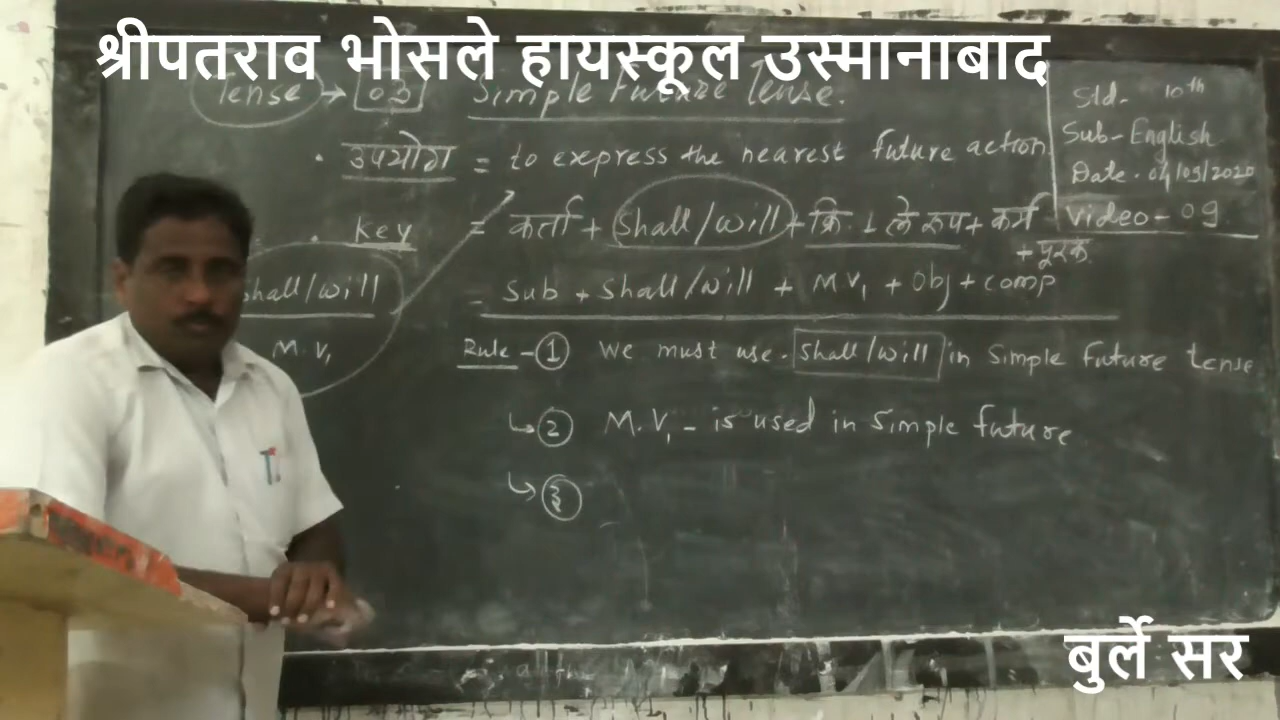 श्रीपतराव भोसले हायस्कूल उस्मानाबाद
Tense → 03 Simple Future Tense.
Std. 10th
Sub-English
Date. 01/09/2020
Video - 09
• उपयोग = to express the nearest future action
• Key = कर्ता + Shall/will + क्रि. 1 ले रूप + कर्म
+ पूरक
= Sub + Shall/will + M V1 + Obj + comp
Shall/will
M. V1
Rule - 1 We must use. Shall/will in Simple Future tense
↳ 2 M. V1 - is used in Simple future
↳ ३
बुर्ले सर